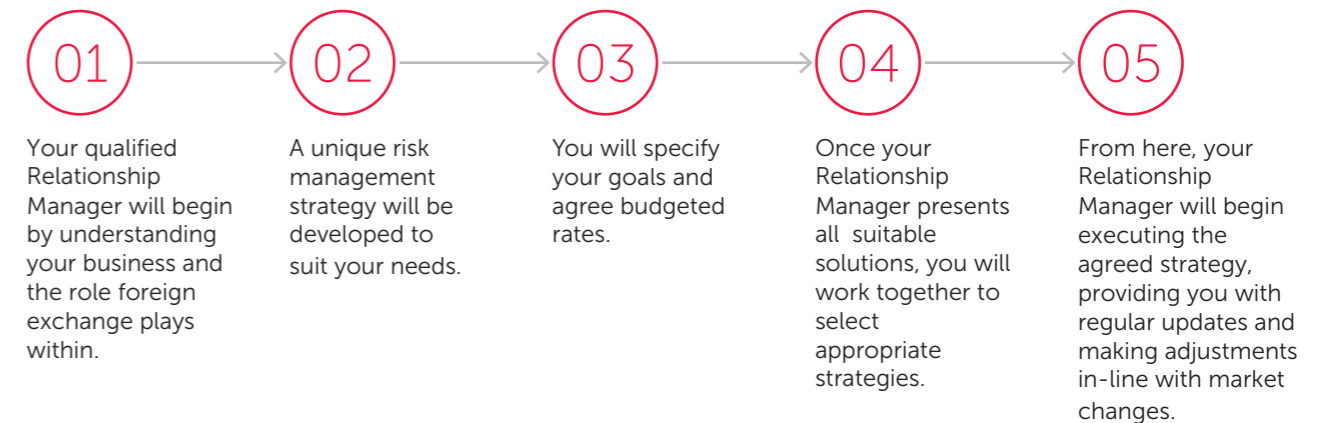 01
Your qualified
Relationship
Manager will begin
by understanding
your business and
the role foreign
exchange plays
within.
02
A unique risk
management
strategy will be
developed to
suit your needs.
03
You will specify
your goals and
agree budgeted
rates.
04
Once your
Relationship
Manager presents
all  suitable
solutions, you will
work together to
select
appropriate
strategies.
05
From here, your
Relationship
Manager will begin
executing the
agreed strategy,
providing you with
regular updates and
making adjustments
in-line with market
changes.